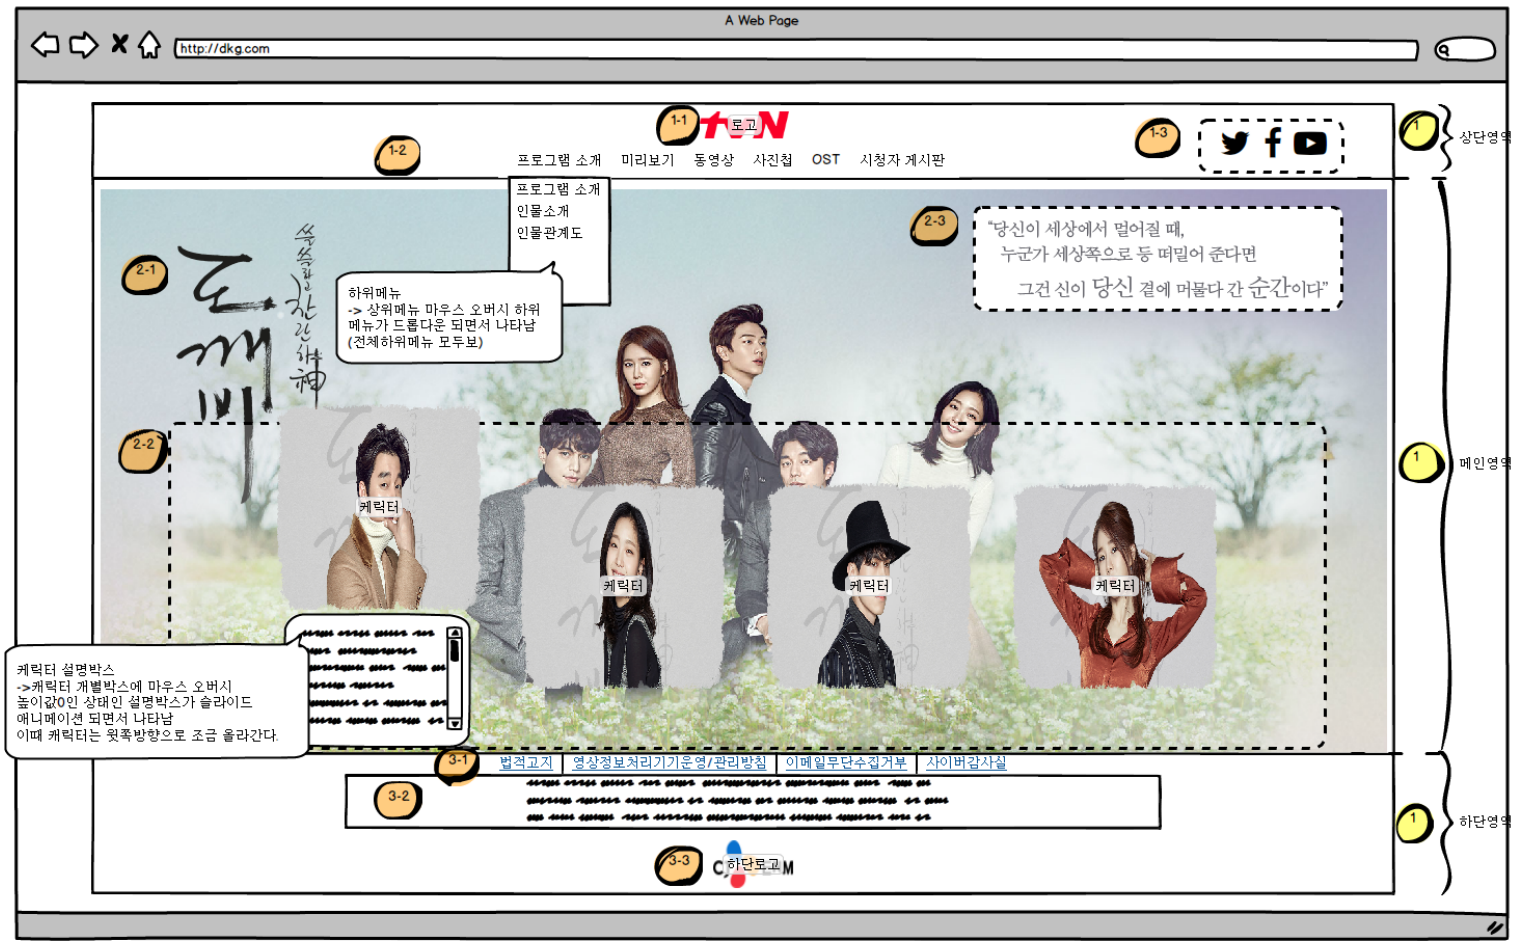 A Web Page
http://dkg.com
1-1
tvN
로고
1-2
1-3
1
상단영역
프로그램 소개 미리보기 동영상 사진첩 OST 시청자 게시판
프로그램 소개
인물소개
인물관계도
2-1
쓸쓸하고 찬란하神
도깨비
하위메뉴
-> 상위메뉴 마우스 오버시 하위
메뉴가 드롭다운 되면서 나타남
(전체하위메뉴 모두보)
2-3
“당신이 세상에서 멀어질 때,
누군가 세상쪽으로 등 떠밀어 준다면
그건 신이 당신 곁에 머물다 간 순간이다”
2-2
1
메인영역
케릭터
케릭터
케릭터
케릭터
케릭터 설명박스
->캐릭터 개별박스에 마우스 오버시
높이값0인 상태인 설명박스가 슬라이드
애니메이션 되면서 나타남
이때 캐릭터는 윗쪽방향으로 조금 올라간다.
3-1
법적고지 영상정보처리기기운영/관리방침 이메일무단수집거부 사이버감사실
3-2
1
하단영역
3-3
하단로고